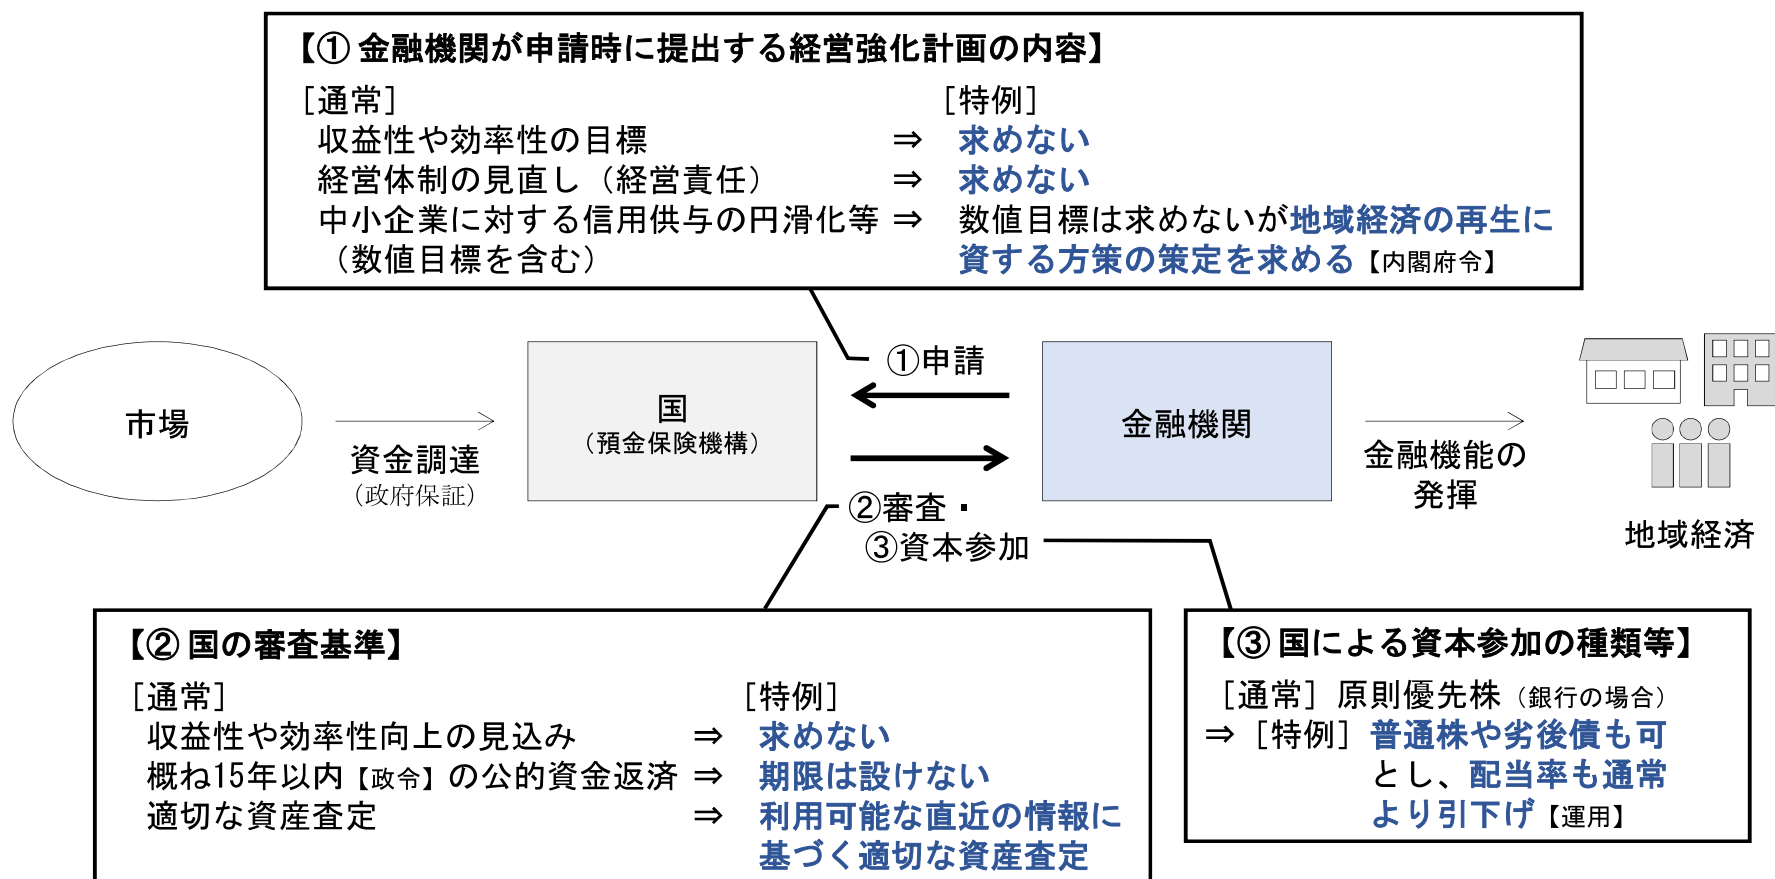 【① 金融機関が申請時に提出する経営強化計画の内容】
［通常］ ［特例］
収益性や効率性の目標 ⇒ 求めない
経営体制の見直し（経営責任） ⇒ 求めない
中小企業に対する信用供与の円滑化等 ⇒ 数値目標は求めないが地域経済の再生に
（数値目標を含む） 資する方策の策定を求める【内閣府令】
市場
資金調達
（政府保証）
国
（預金保険機構）
①申請
②審査・
③資本参加
金融機関
金融機能の
発揮
地域経済
【② 国の審査基準】
［通常］ ［特例］
収益性や効率性向上の見込み ⇒ 求めない
概ね15年以内【政令】の公的資金返済 ⇒ 期限は設けない
適切な資産査定 ⇒ 利用可能な直近の情報に
基づく適切な資産査定
【③ 国による資本参加の種類等】
［通常］原則優先株（銀行の場合）
⇒［特例］普通株や劣後債も可
とし、配当率も通常
より引下げ【運用】